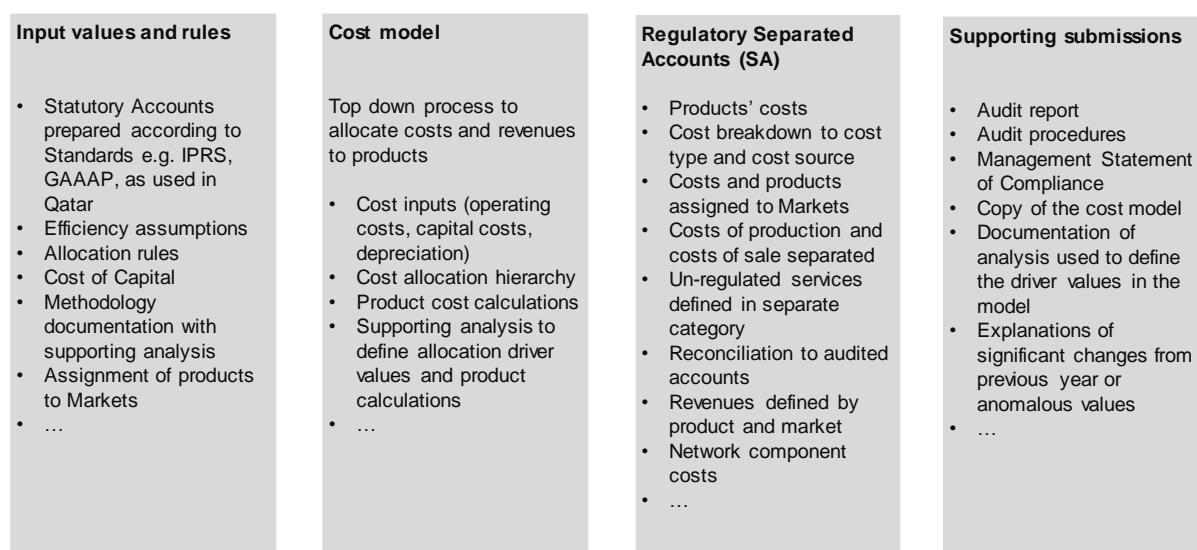 Input values and rules
• Statutory Accounts
prepared according to
Standards e.g. IPRS,
GAAAP, as used in
Qatar
• Efficiency assumptions
• Allocation rules
• Cost of Capital
• Methodology
documentation with
supporting analysis
• Assignment of products
to Markets
• …
Cost model
Top down process to
allocate costs and revenues
to products
• Cost inputs (operating
costs, capital costs,
depreciation)
• Cost allocation hierarchy
• Product cost calculations
• Supporting analysis to
define allocation driver
values and product
calculations
• …
Regulatory Separated
Accounts (SA)
• Products’ costs
• Cost breakdown to cost
type and cost source
• Costs and products
assigned to Markets
• Costs of production and
costs of sale separated
• Un-regulated services
defined in separate
category
• Reconciliation to audited
accounts
• Revenues defined by
product and market
• Network component
costs
• …
Supporting submissions
• Audit report
• Audit procedures
• Management Statement
of Compliance
• Copy of the cost model
• Documentation of
analysis used to define
the driver values in the
model
• Explanations of
significant changes from
previous year or
anomalous values
• …